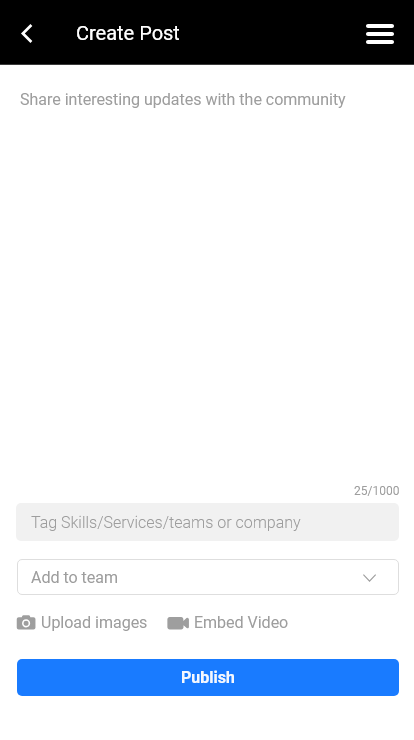 Create Post
Share interesting updates with the community
25/1000
Tag Skills/Services/teams or company
Add to team
Upload images Embed Video
Publish